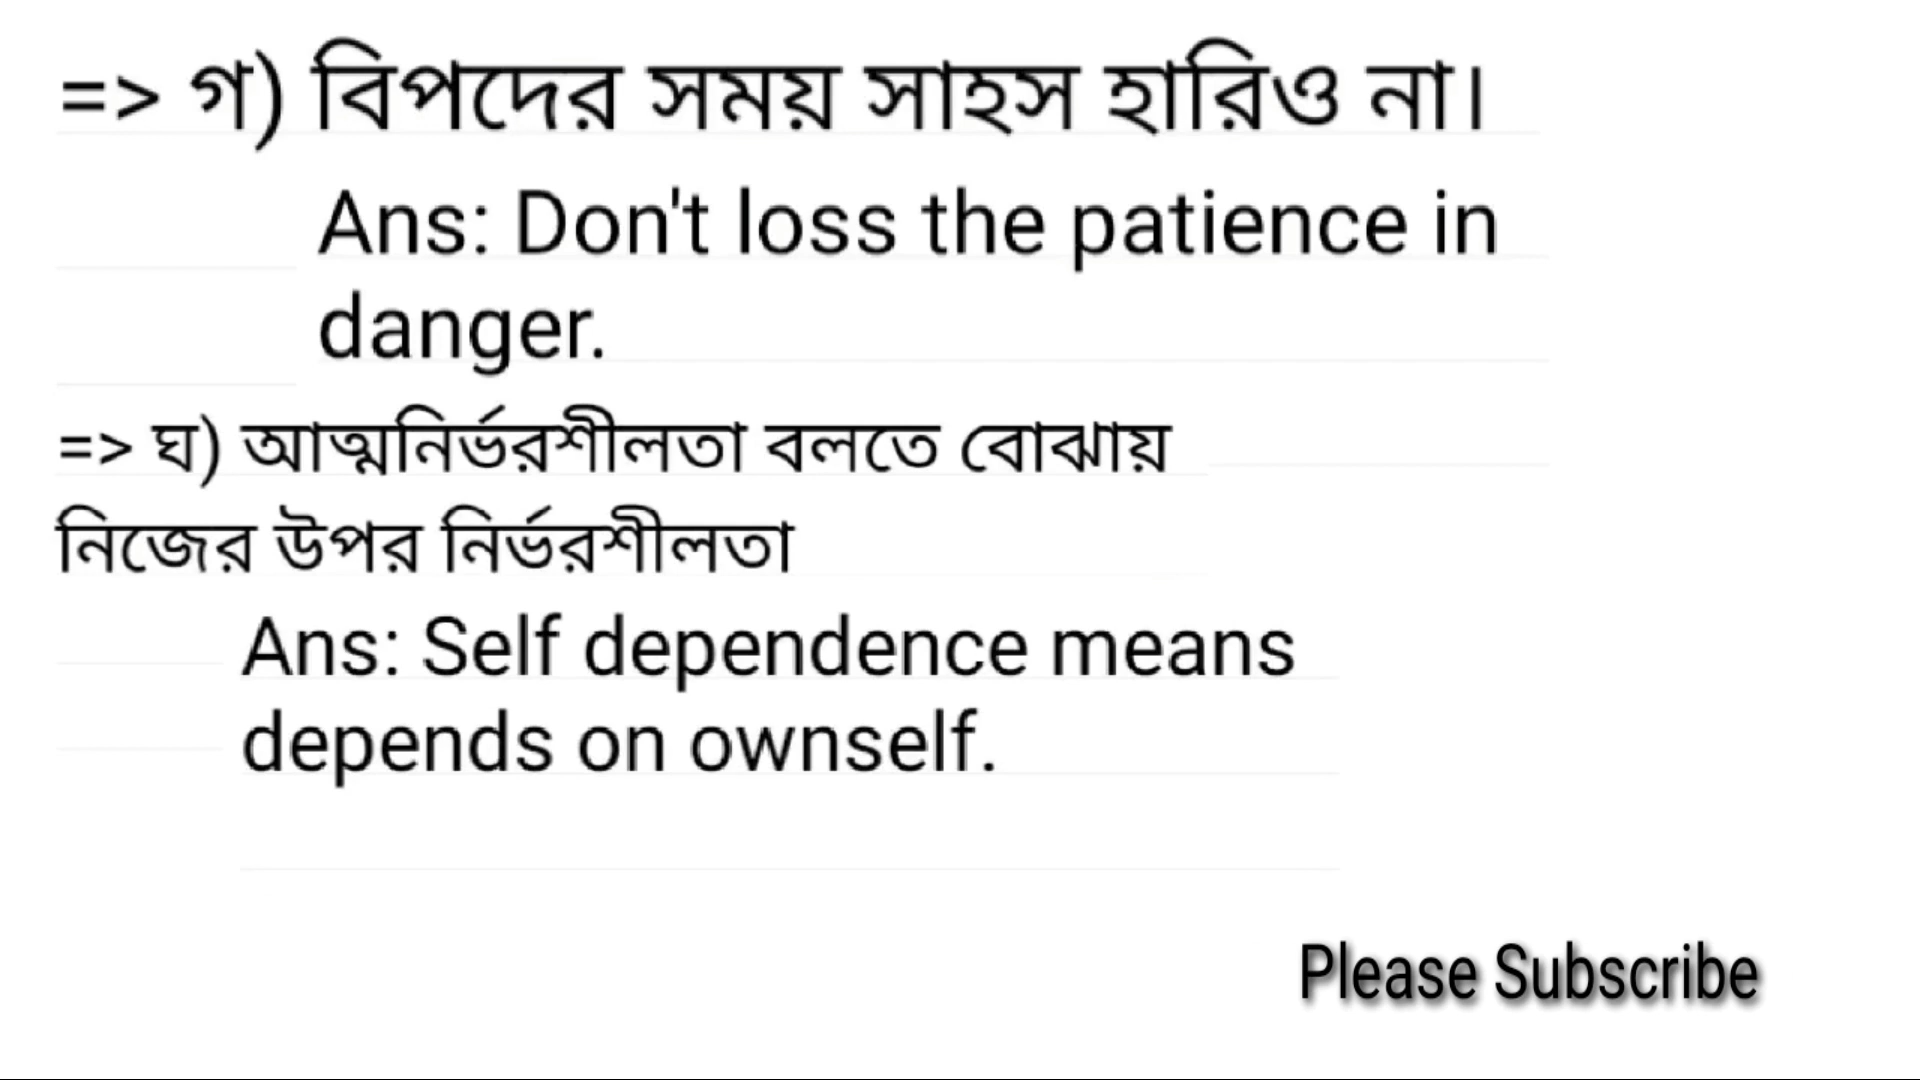 => গ) বিপদের সময় সাহস হারিও না।
Ans: Don't loss the patience in
danger.
=> ঘ) আত্মনির্ভরশীলতা বলতে বোঝায়
নিজের উপর নির্ভরশীলতা
Ans: Self dependence means
depends on ownself.
Please Subscribe